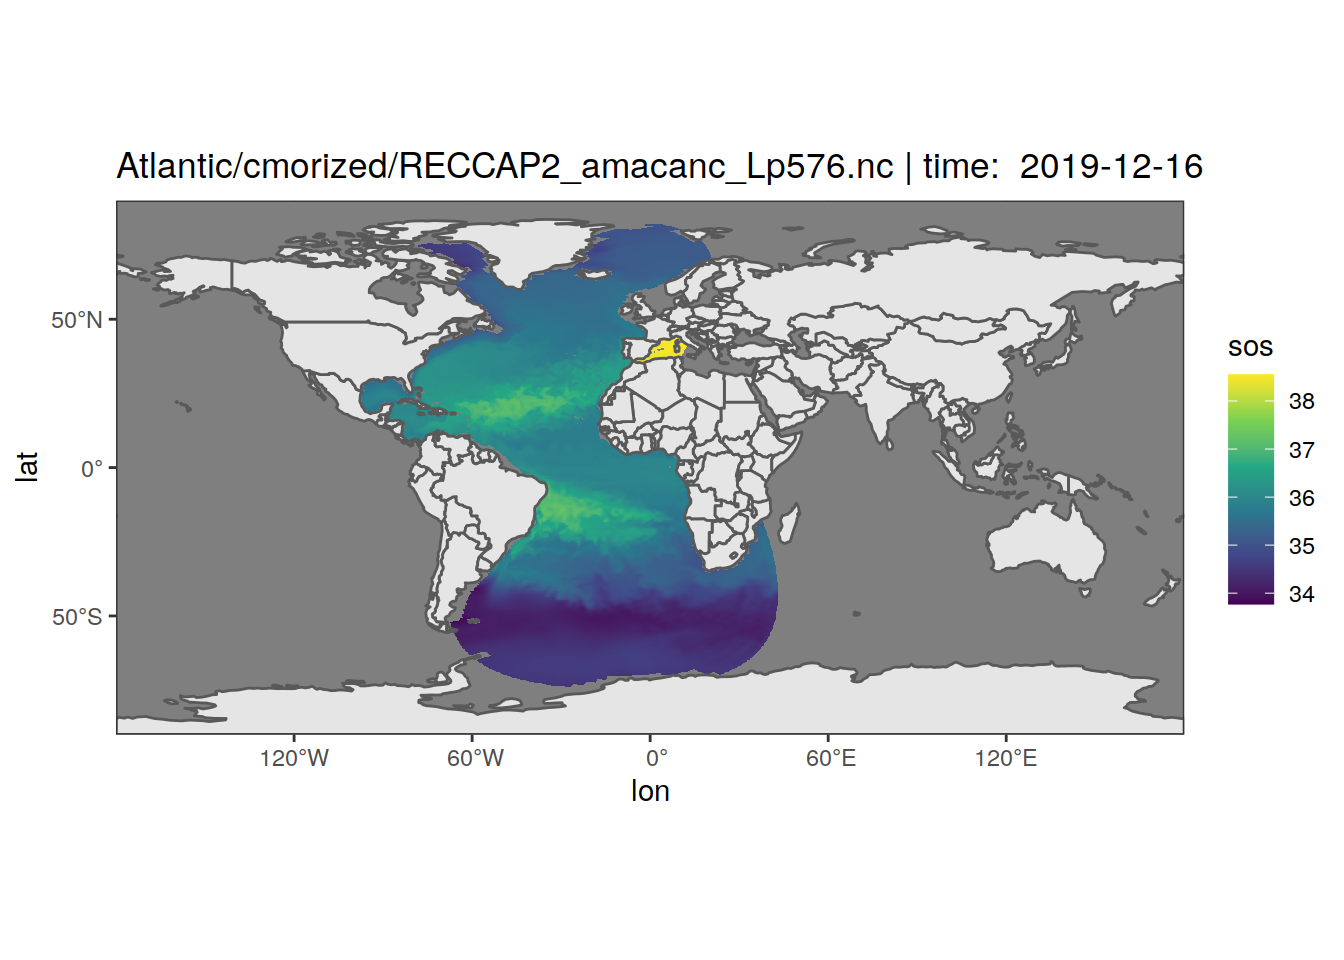 Atlantic/cmorized/RECCAP2_amacanc_Lp576.nc | time:  2019-12-16
50°N
0°
50°S
lat
120°W
60°W
0°
60°E
120°E
lon
sos
38
37
36
35
34